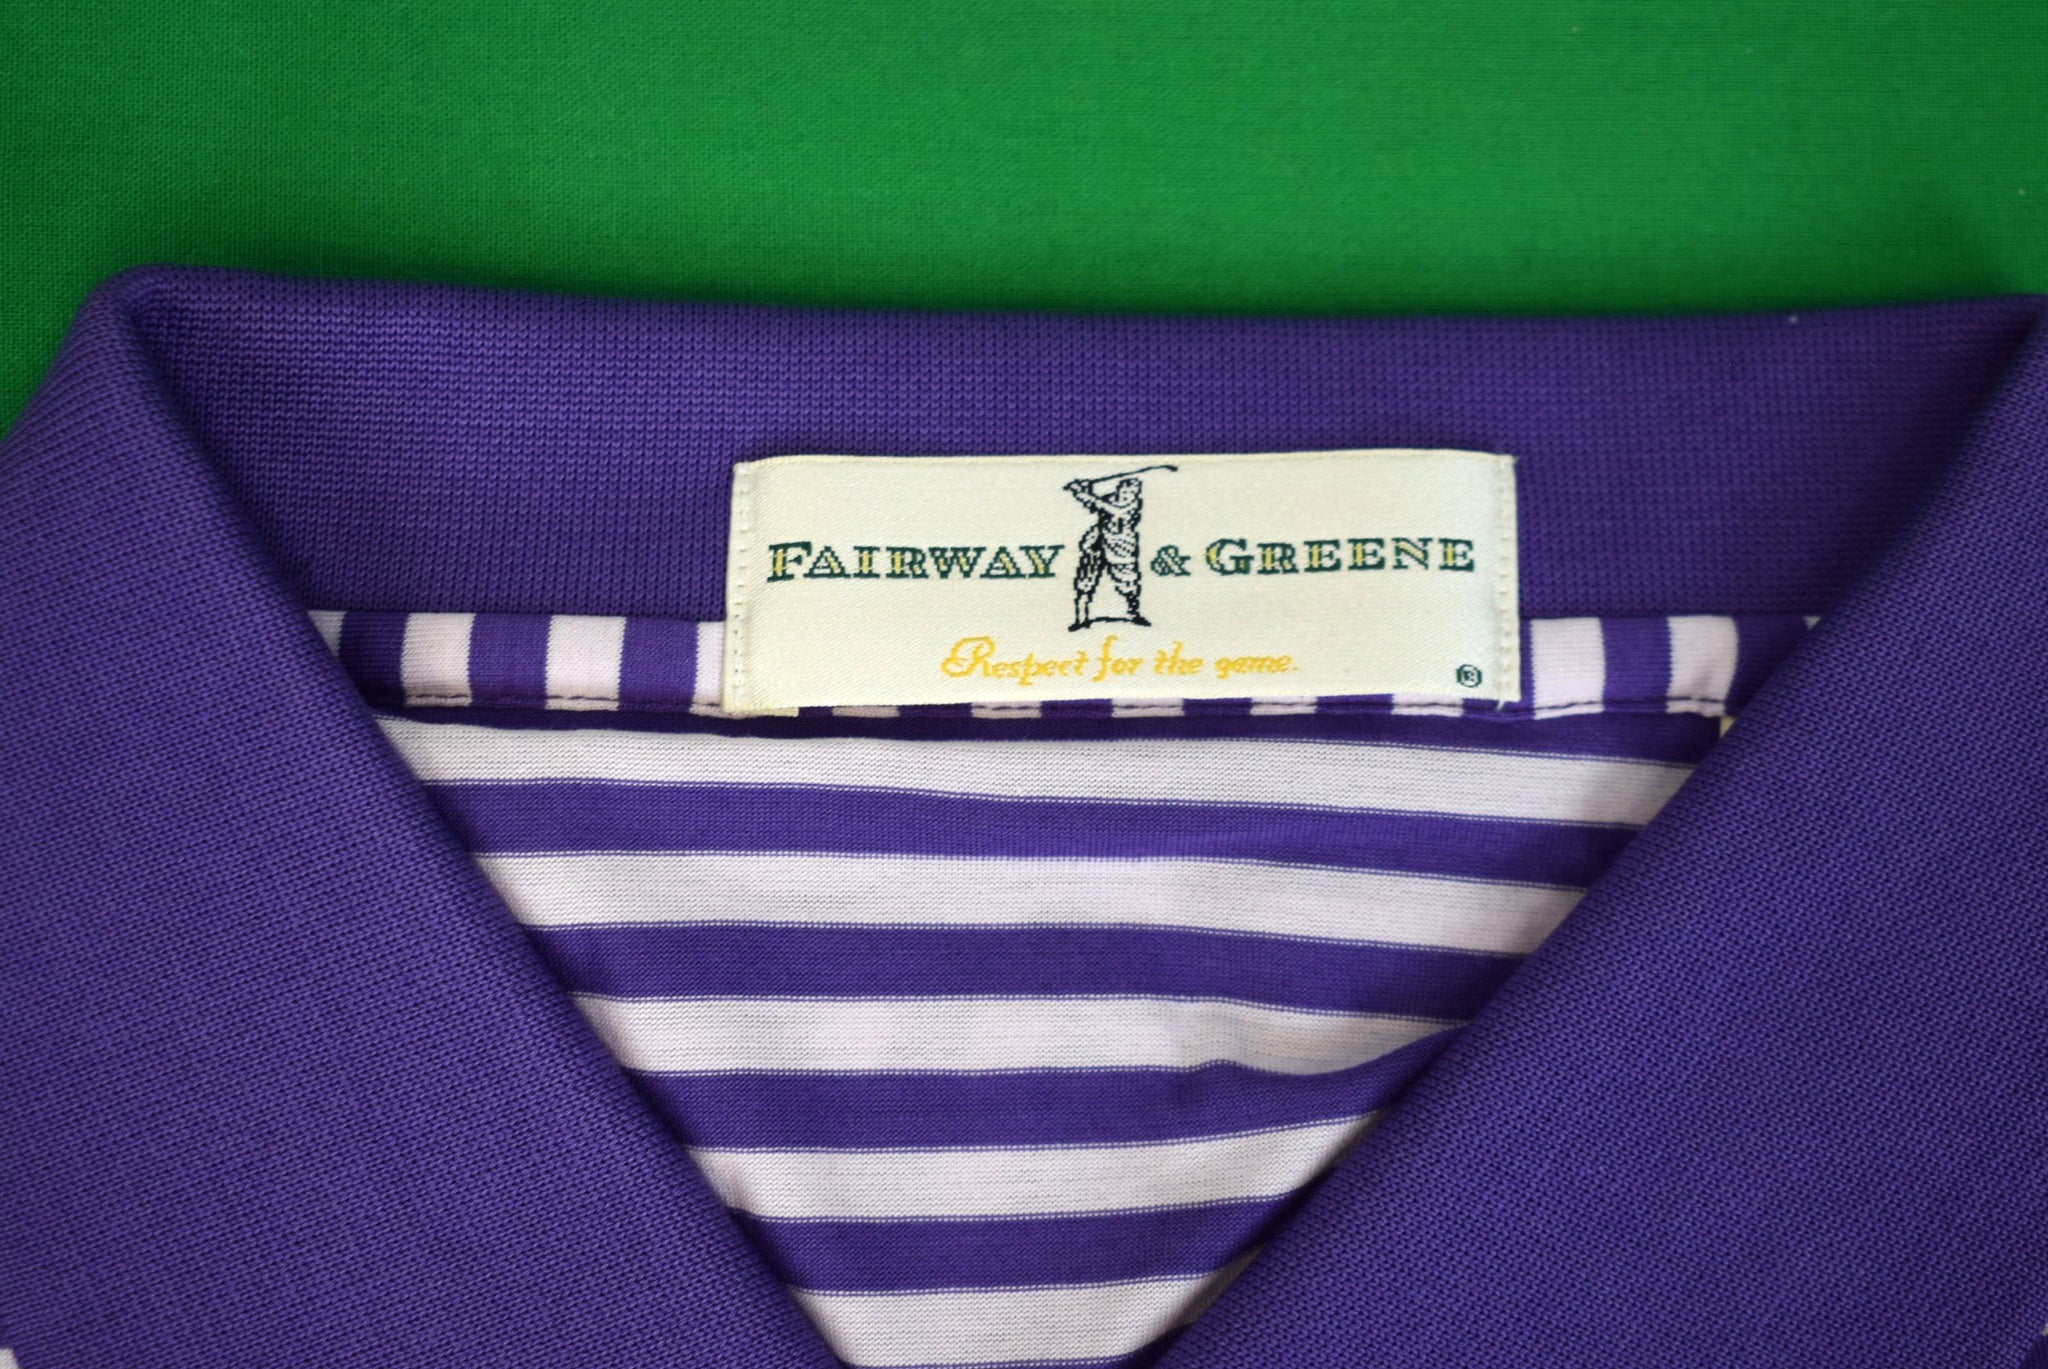 FAIRWAY & GREENE
Respect for the game.
®